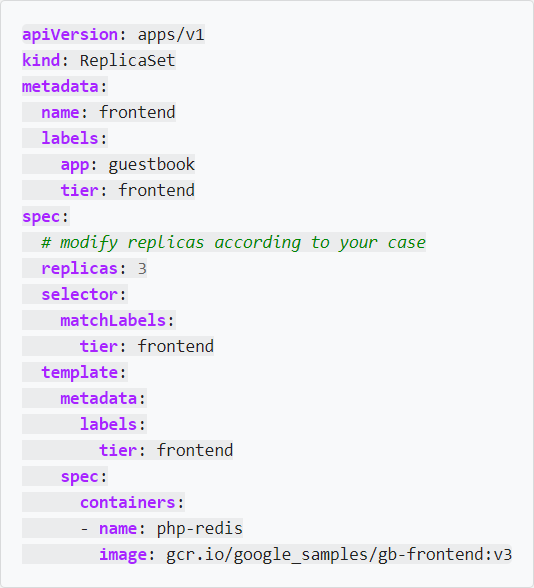 apiVersion: apps/v1
kind: ReplicaSet
metadata:
  name: frontend
  labels:
    app: guestbook
    tier: frontend
spec:
  # modify replicas according to your case
  replicas: 3
  selector:
    matchLabels:
      tier: frontend
  template:
    metadata:
      labels:
        tier: frontend
    spec:
      containers:
      - name: php-redis
        image: gcr.io/google_samples/gb-frontend:v3